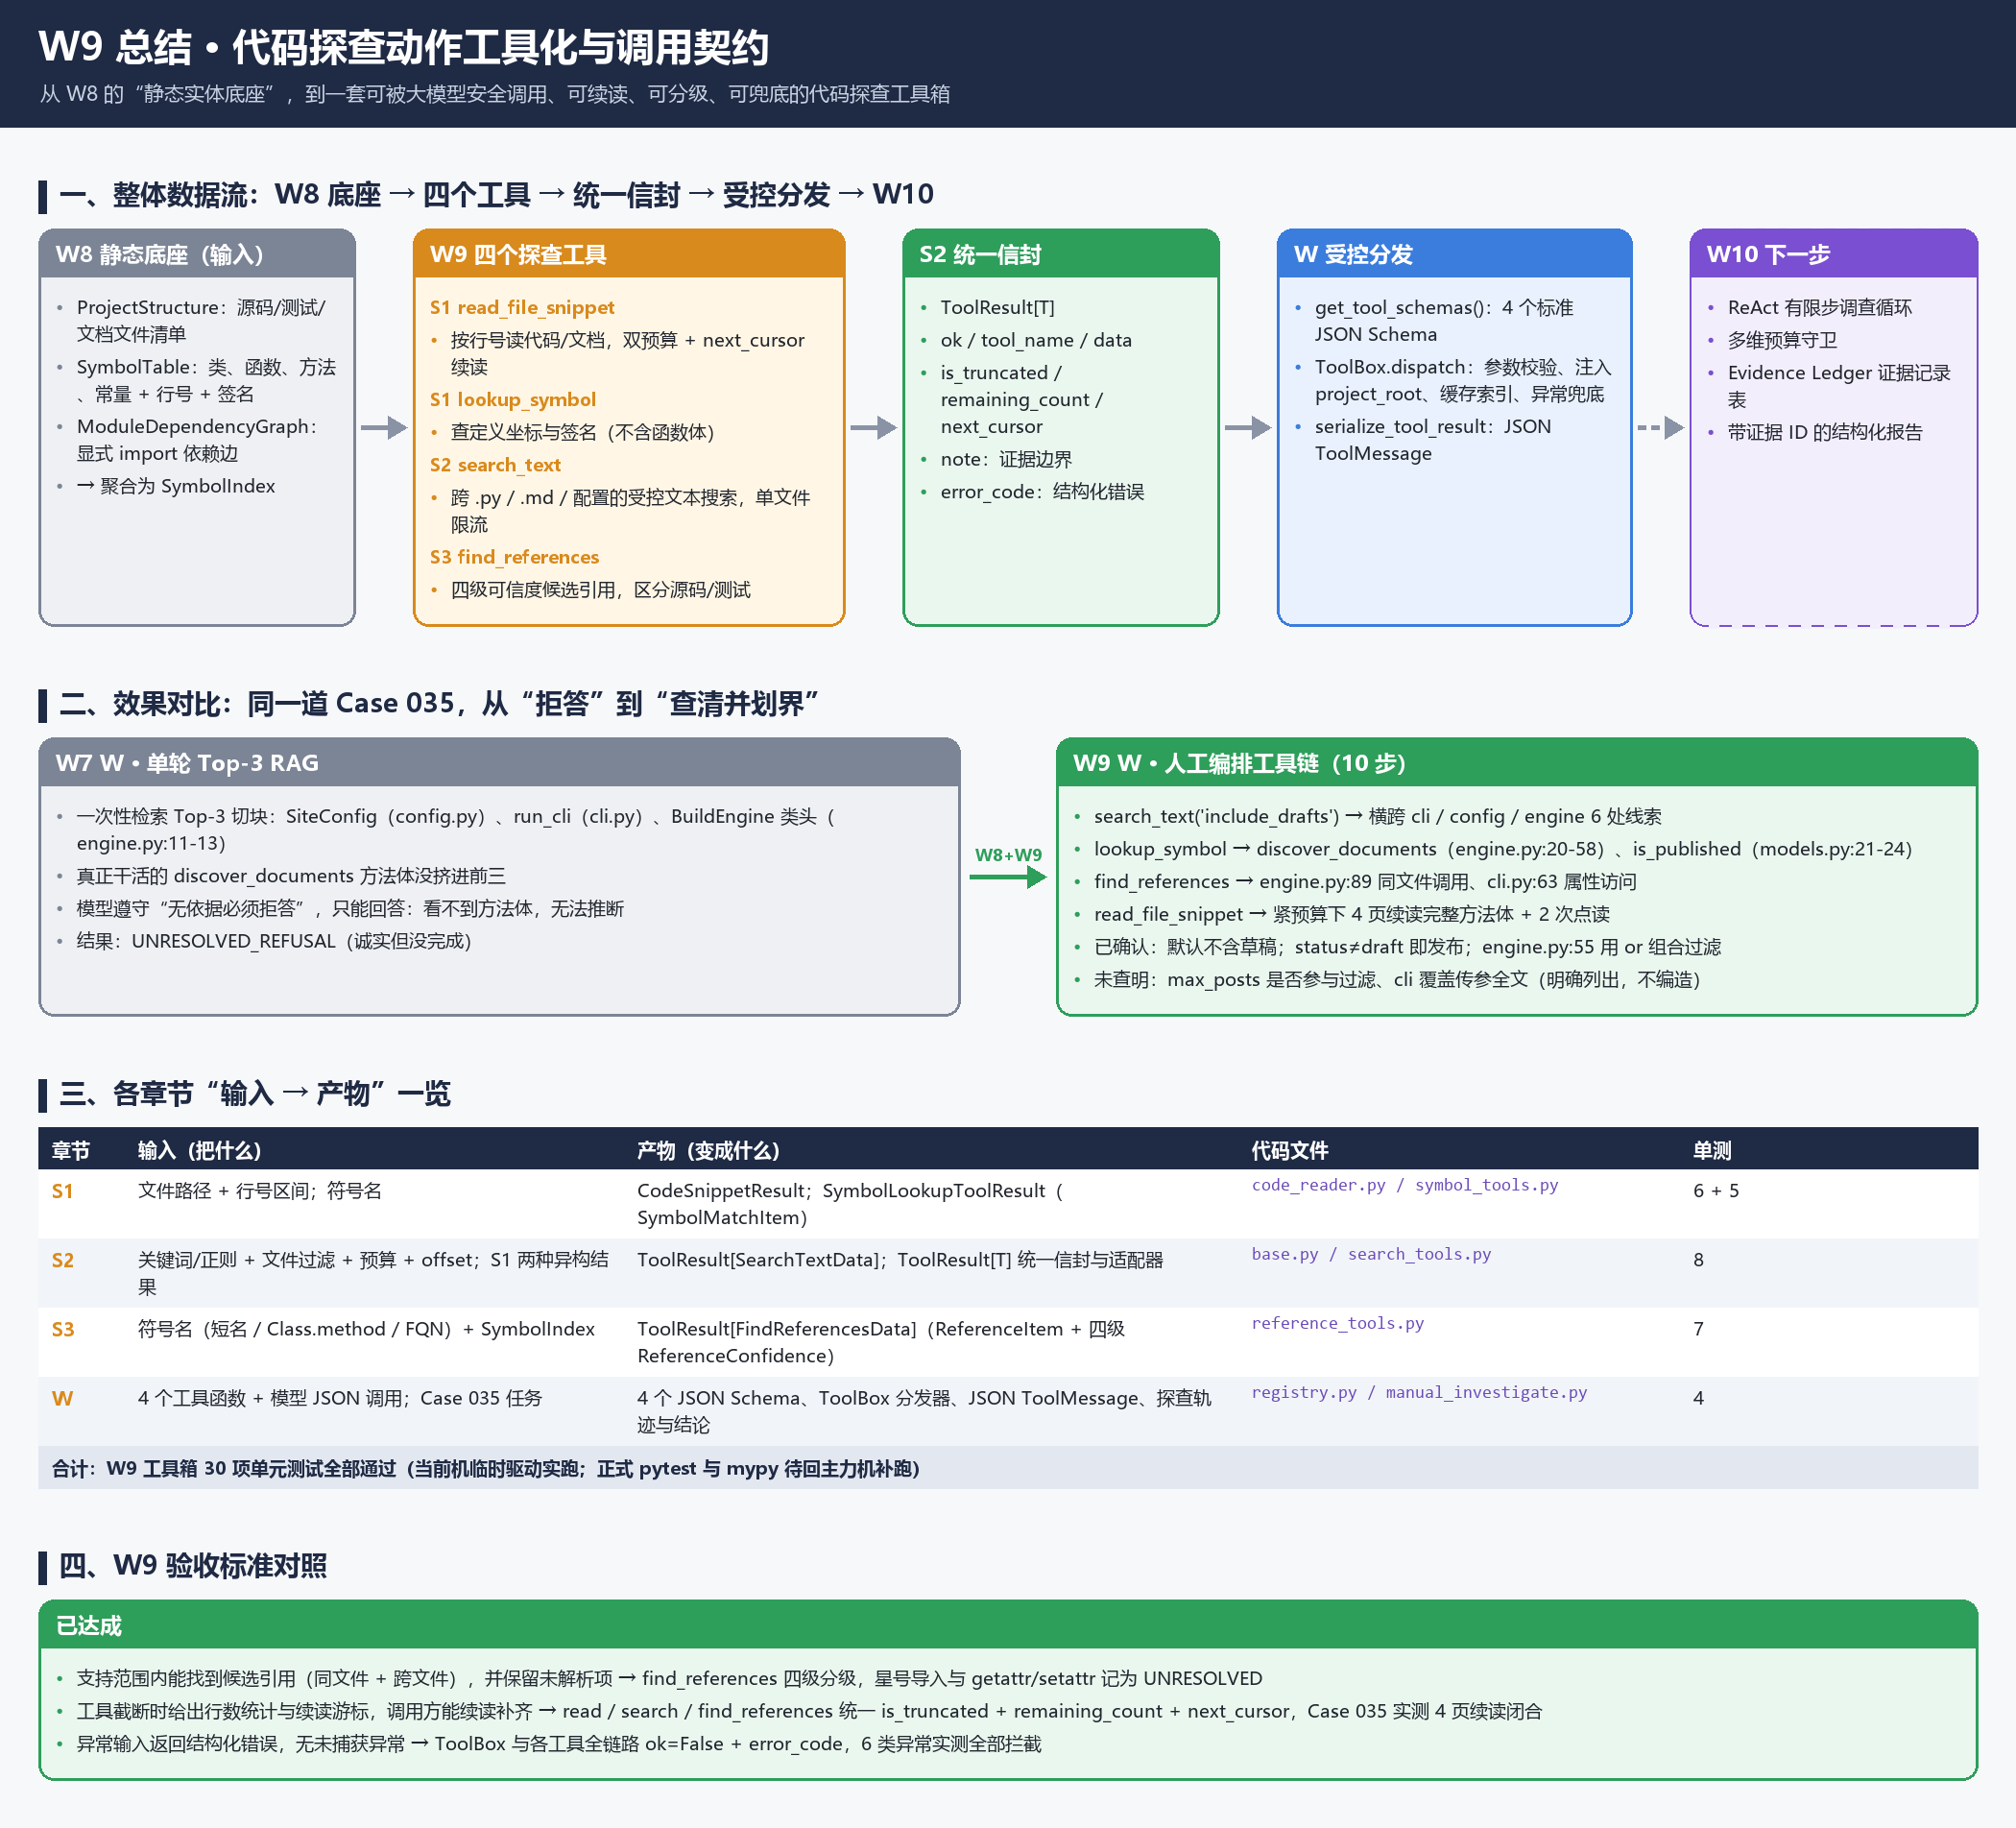 W9 总结 • 代码探查动作工具化与调用契约
从 W8 的“静态实体底座”，到一套可被大模型安全调用、可续读、可分级、可兜底的代码探查工具箱
一、整体数据流：W8 底座 → 四个工具 → 统一信封 → 受控分发 → W10
W8 静态底座（输入）
• ProjectStructure：源码/测试/
文档文件清单
• SymbolTable：类、函数、方法
、常量 + 行号 + 签名
• ModuleDependencyGraph：
显式 import 依赖边
• → 聚合为 SymbolIndex
W9 四个探查工具
S1 read_file_snippet
• 按行号读代码/文档，双预算 + next_cursor
续读
S1 lookup_symbol
• 查定义坐标与签名（不含函数体）
S2 search_text
• 跨 .py / .md / 配置的受控文本搜索，单文件
限流
S3 find_references
• 四级可信度候选引用，区分源码/测试
S2 统一信封
• ToolResult[T]
• ok / tool_name / data
• is_truncated /
remaining_count /
next_cursor
• note：证据边界
• error_code：结构化错误
W 受控分发
• get_tool_schemas()：4 个标准
JSON Schema
• ToolBox.dispatch：参数校验、注入
project_root、缓存索引、异常兜底
• serialize_tool_result：JSON
ToolMessage
W10 下一步
• ReAct 有限步调查循环
• 多维预算守卫
• Evidence Ledger 证据记录
表
• 带证据 ID 的结构化报告
二、效果对比：同一道 Case 035，从“拒答”到“查清并划界”
W7 W • 单轮 Top-3 RAG
• 一次性检索 Top-3 切块：SiteConfig（config.py）、run_cli（cli.py）、BuildEngine 类头（
engine.py:11-13）
• 真正干活的 discover_documents 方法体没挤进前三
• 模型遵守“无依据必须拒答”，只能回答：看不到方法体，无法推断
• 结果：UNRESOLVED_REFUSAL（诚实但没完成）
W8+W9
W9 W • 人工编排工具链（10 步）
• search_text('include_drafts') → 横跨 cli / config / engine 6 处线索
• lookup_symbol → discover_documents（engine.py:20-58）、is_published（models.py:21-24）
• find_references → engine.py:89 同文件调用、cli.py:63 属性访问
• read_file_snippet → 紧预算下 4 页续读完整方法体 + 2 次点读
• 已确认：默认不含草稿；status≠draft 即发布；engine.py:55 用 or 组合过滤
• 未查明：max_posts 是否参与过滤、cli 覆盖传参全文（明确列出，不编造）
三、各章节“输入 → 产物”一览
章节 输入（把什么） 产物（变成什么） 代码文件 单测
S1 文件路径 + 行号区间；符号名 CodeSnippetResult；SymbolLookupToolResult（ code_reader.py / symbol_tools.py 6 + 5
SymbolMatchItem）
S2 关键词/正则 + 文件过滤 + 预算 + offset；S1 两种异构结 ToolResult[SearchTextData]；ToolResult[T] 统一信封与适配器 base.py / search_tools.py 8
果
S3 符号名（短名 / Class.method / FQN）+ SymbolIndex ToolResult[FindReferencesData]（ReferenceItem + 四级 reference_tools.py 7
ReferenceConfidence）
W 4 个工具函数 + 模型 JSON 调用；Case 035 任务 4 个 JSON Schema、ToolBox 分发器、JSON ToolMessage、探查轨 registry.py / manual_investigate.py 4
迹与结论
合计：W9 工具箱 30 项单元测试全部通过（当前机临时驱动实跑；正式 pytest 与 mypy 待回主力机补跑）
四、W9 验收标准对照
已达成
• 支持范围内能找到候选引用（同文件 + 跨文件），并保留未解析项 → find_references 四级分级，星号导入与 getattr/setattr 记为 UNRESOLVED
• 工具截断时给出行数统计与续读游标，调用方能续读补齐 → read / search / find_references 统一 is_truncated + remaining_count + next_cursor，Case 035 实测 4 页续读闭合
• 异常输入返回结构化错误，无未捕获异常 → ToolBox 与各工具全链路 ok=False + error_code，6 类异常实测全部拦截